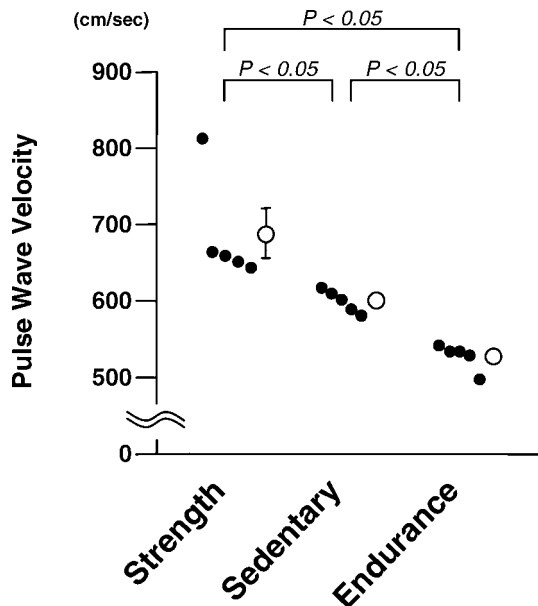 (cm/sec)
P < 0.05
P < 0.05 P < 0.05
900
800
700
600
500
0
Pulse Wave Velocity
Strength
Sedentary
Endurance